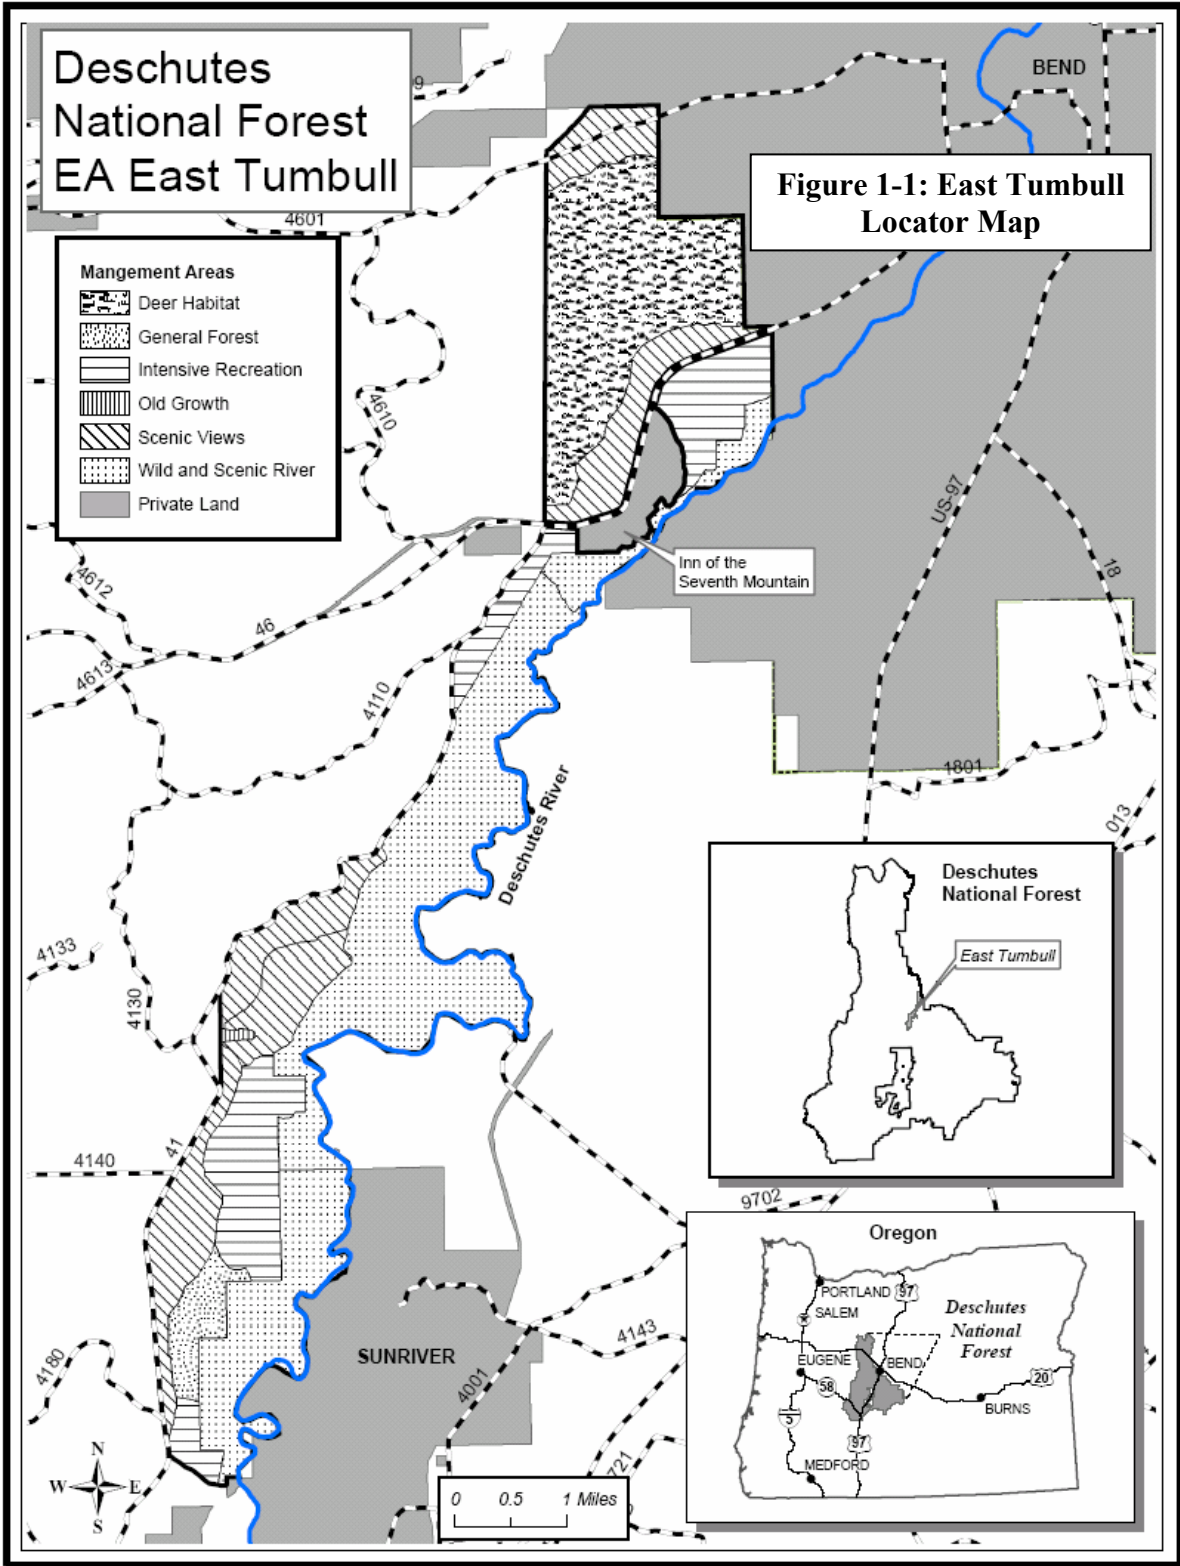 Deschutes
National Forest
EA East Tumbull
9
BEND
Figure 1-1: East Tumbull
Locator Map
4601
Mangement Areas
Deer Habitat
General Forest
Intensive Recreation
Old Growth
Scenic Views
Wild and Scenic River
Private Land
4610
US-97
18
Inn of the
Seventh Mountain
4612
46
4613
4110
1801
013
Deschutes River
Deschutes
National Forest
East Tumbull
4133
4130
41
4140
9702
Oregon
PORTLAND
97
SALEM
Deschutes
National
Forest
EUGENE
BEND
58
20
BURNS
5
97
MEDFORD
4143
SUNRIVER
4180
4001
721
N
W
E
S
0 0.5 1 Miles